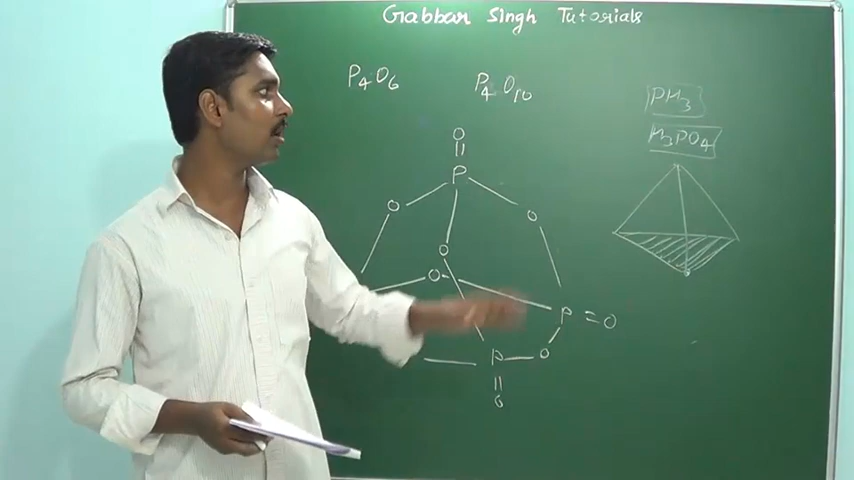 Gabbar Singh Tutorials
P4O6 P4O10
PH3
H3PO4
O
P
O O
O
O
P = O
P O
O